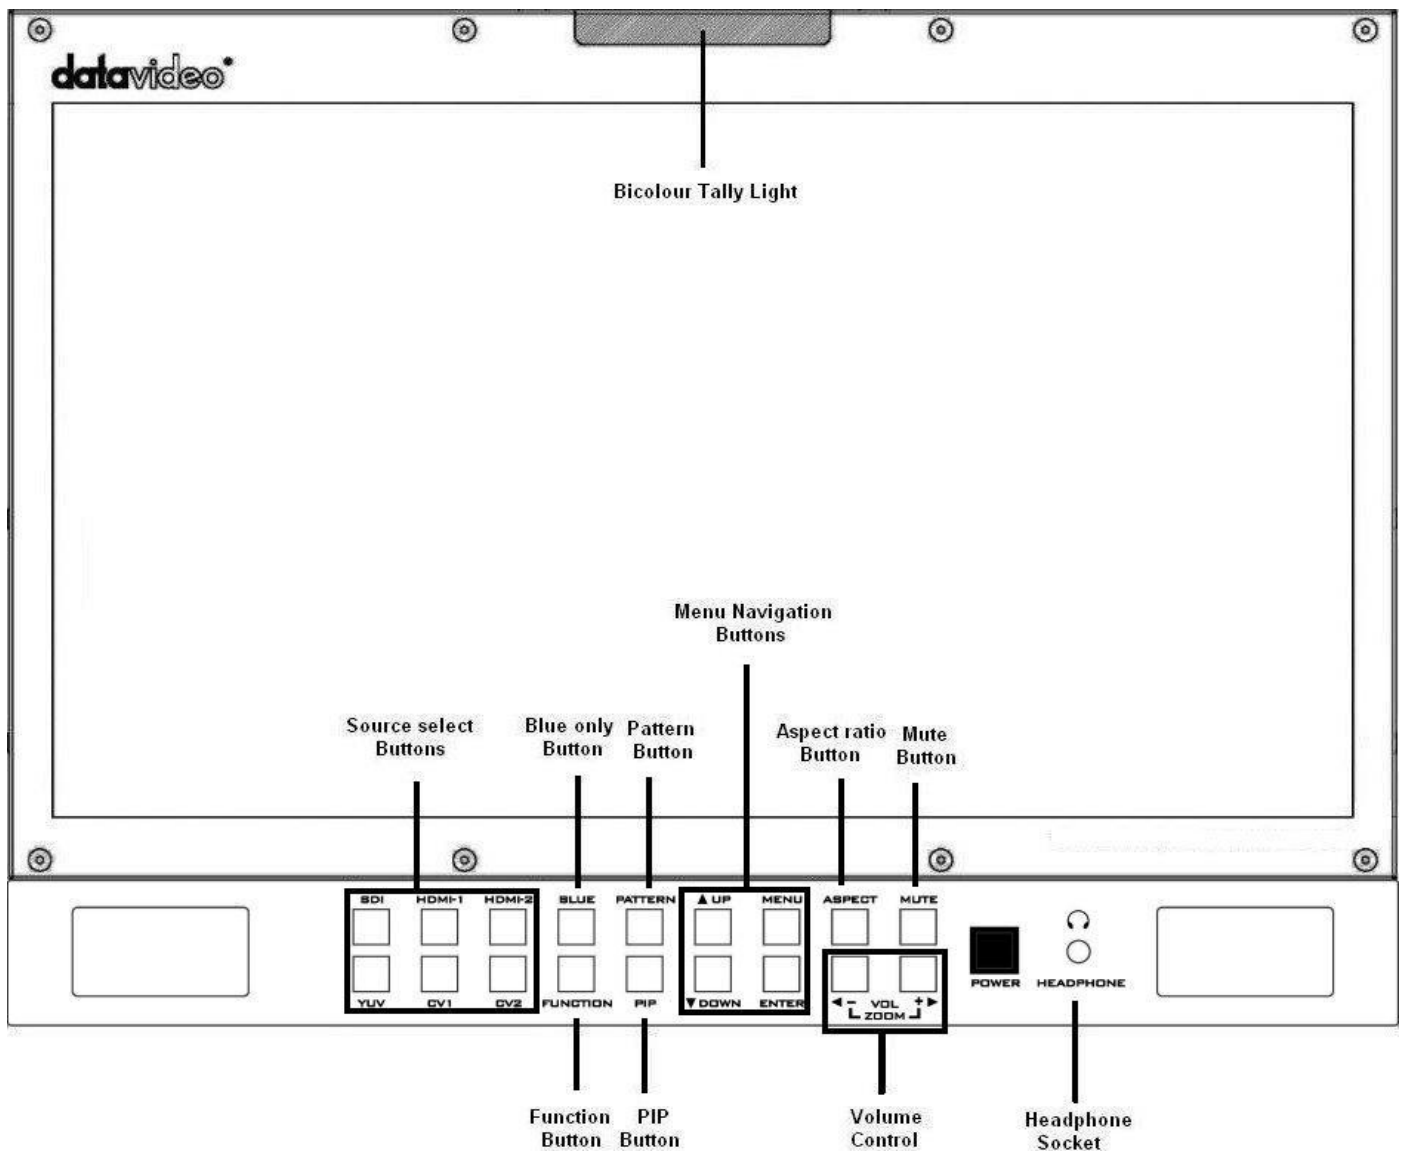 datavideo
Bicolour Tally Light
Menu Navigation
Buttons
Source select
Buttons
Blue only
Button
Pattern
Button
Aspect ratio
Button
Mute
Button
SDI HDMI-1 HDMI-2 BLUE PATTERN ▲UP MENU ASPECT MUTE
YUV CV1 CV2 FUNCTION PIP ▼DOWN ENTER ◄ - VOL + ►
ZOOM
POWER HEADPHONE
Function
Button
PIP
Button
Volume
Control
Headphone
Socket